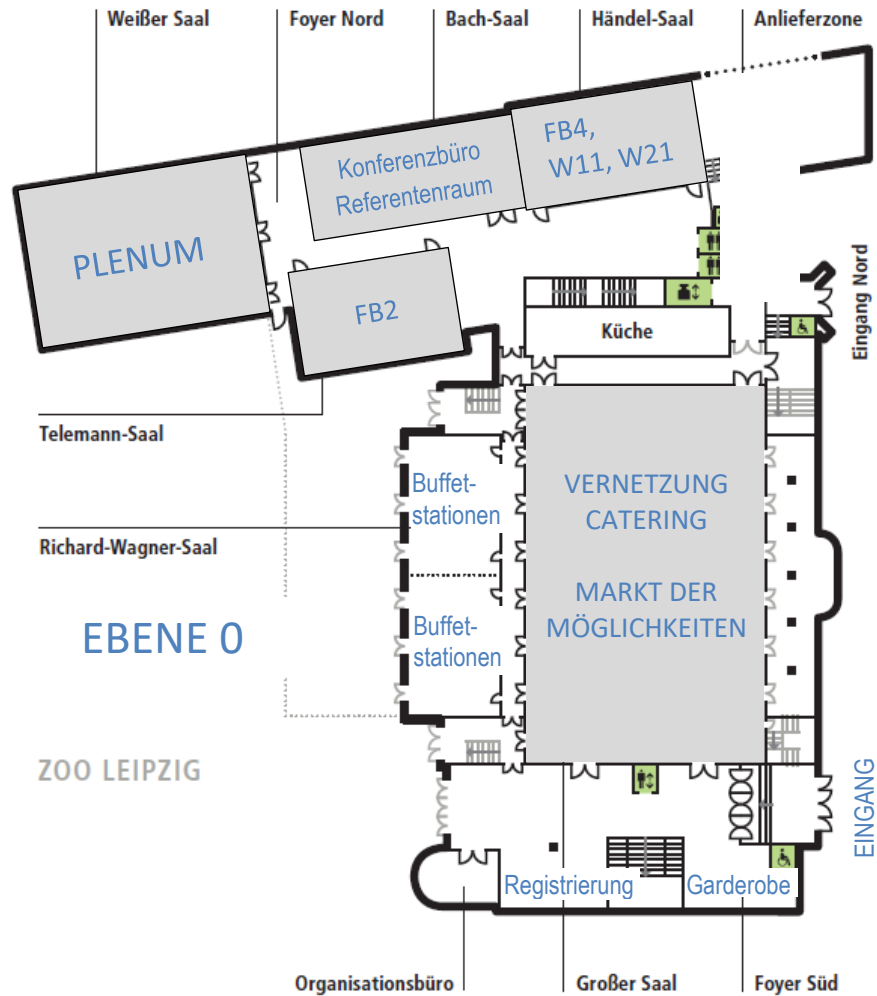 Weißer Saal
Foyer Nord
Bach-Saal
Händel-Saal
Anlieferzone
FB4,
W11, W21
Konferenzbüro
Referentenraum
PLENUM
FB2
Küche
Eingang Nord
Telemann-Saal
Buffet-
stationen
VERNETZUNG
CATERING
Richard-Wagner-Saal
MARKT DER
MÖGLICHKEITEN
EBENE 0
Buffet-
stationen
ZOO LEIPZIG
EINGANG
Registrierung
Garderobe
Organisationsbüro
Großer Saal
Foyer Süd